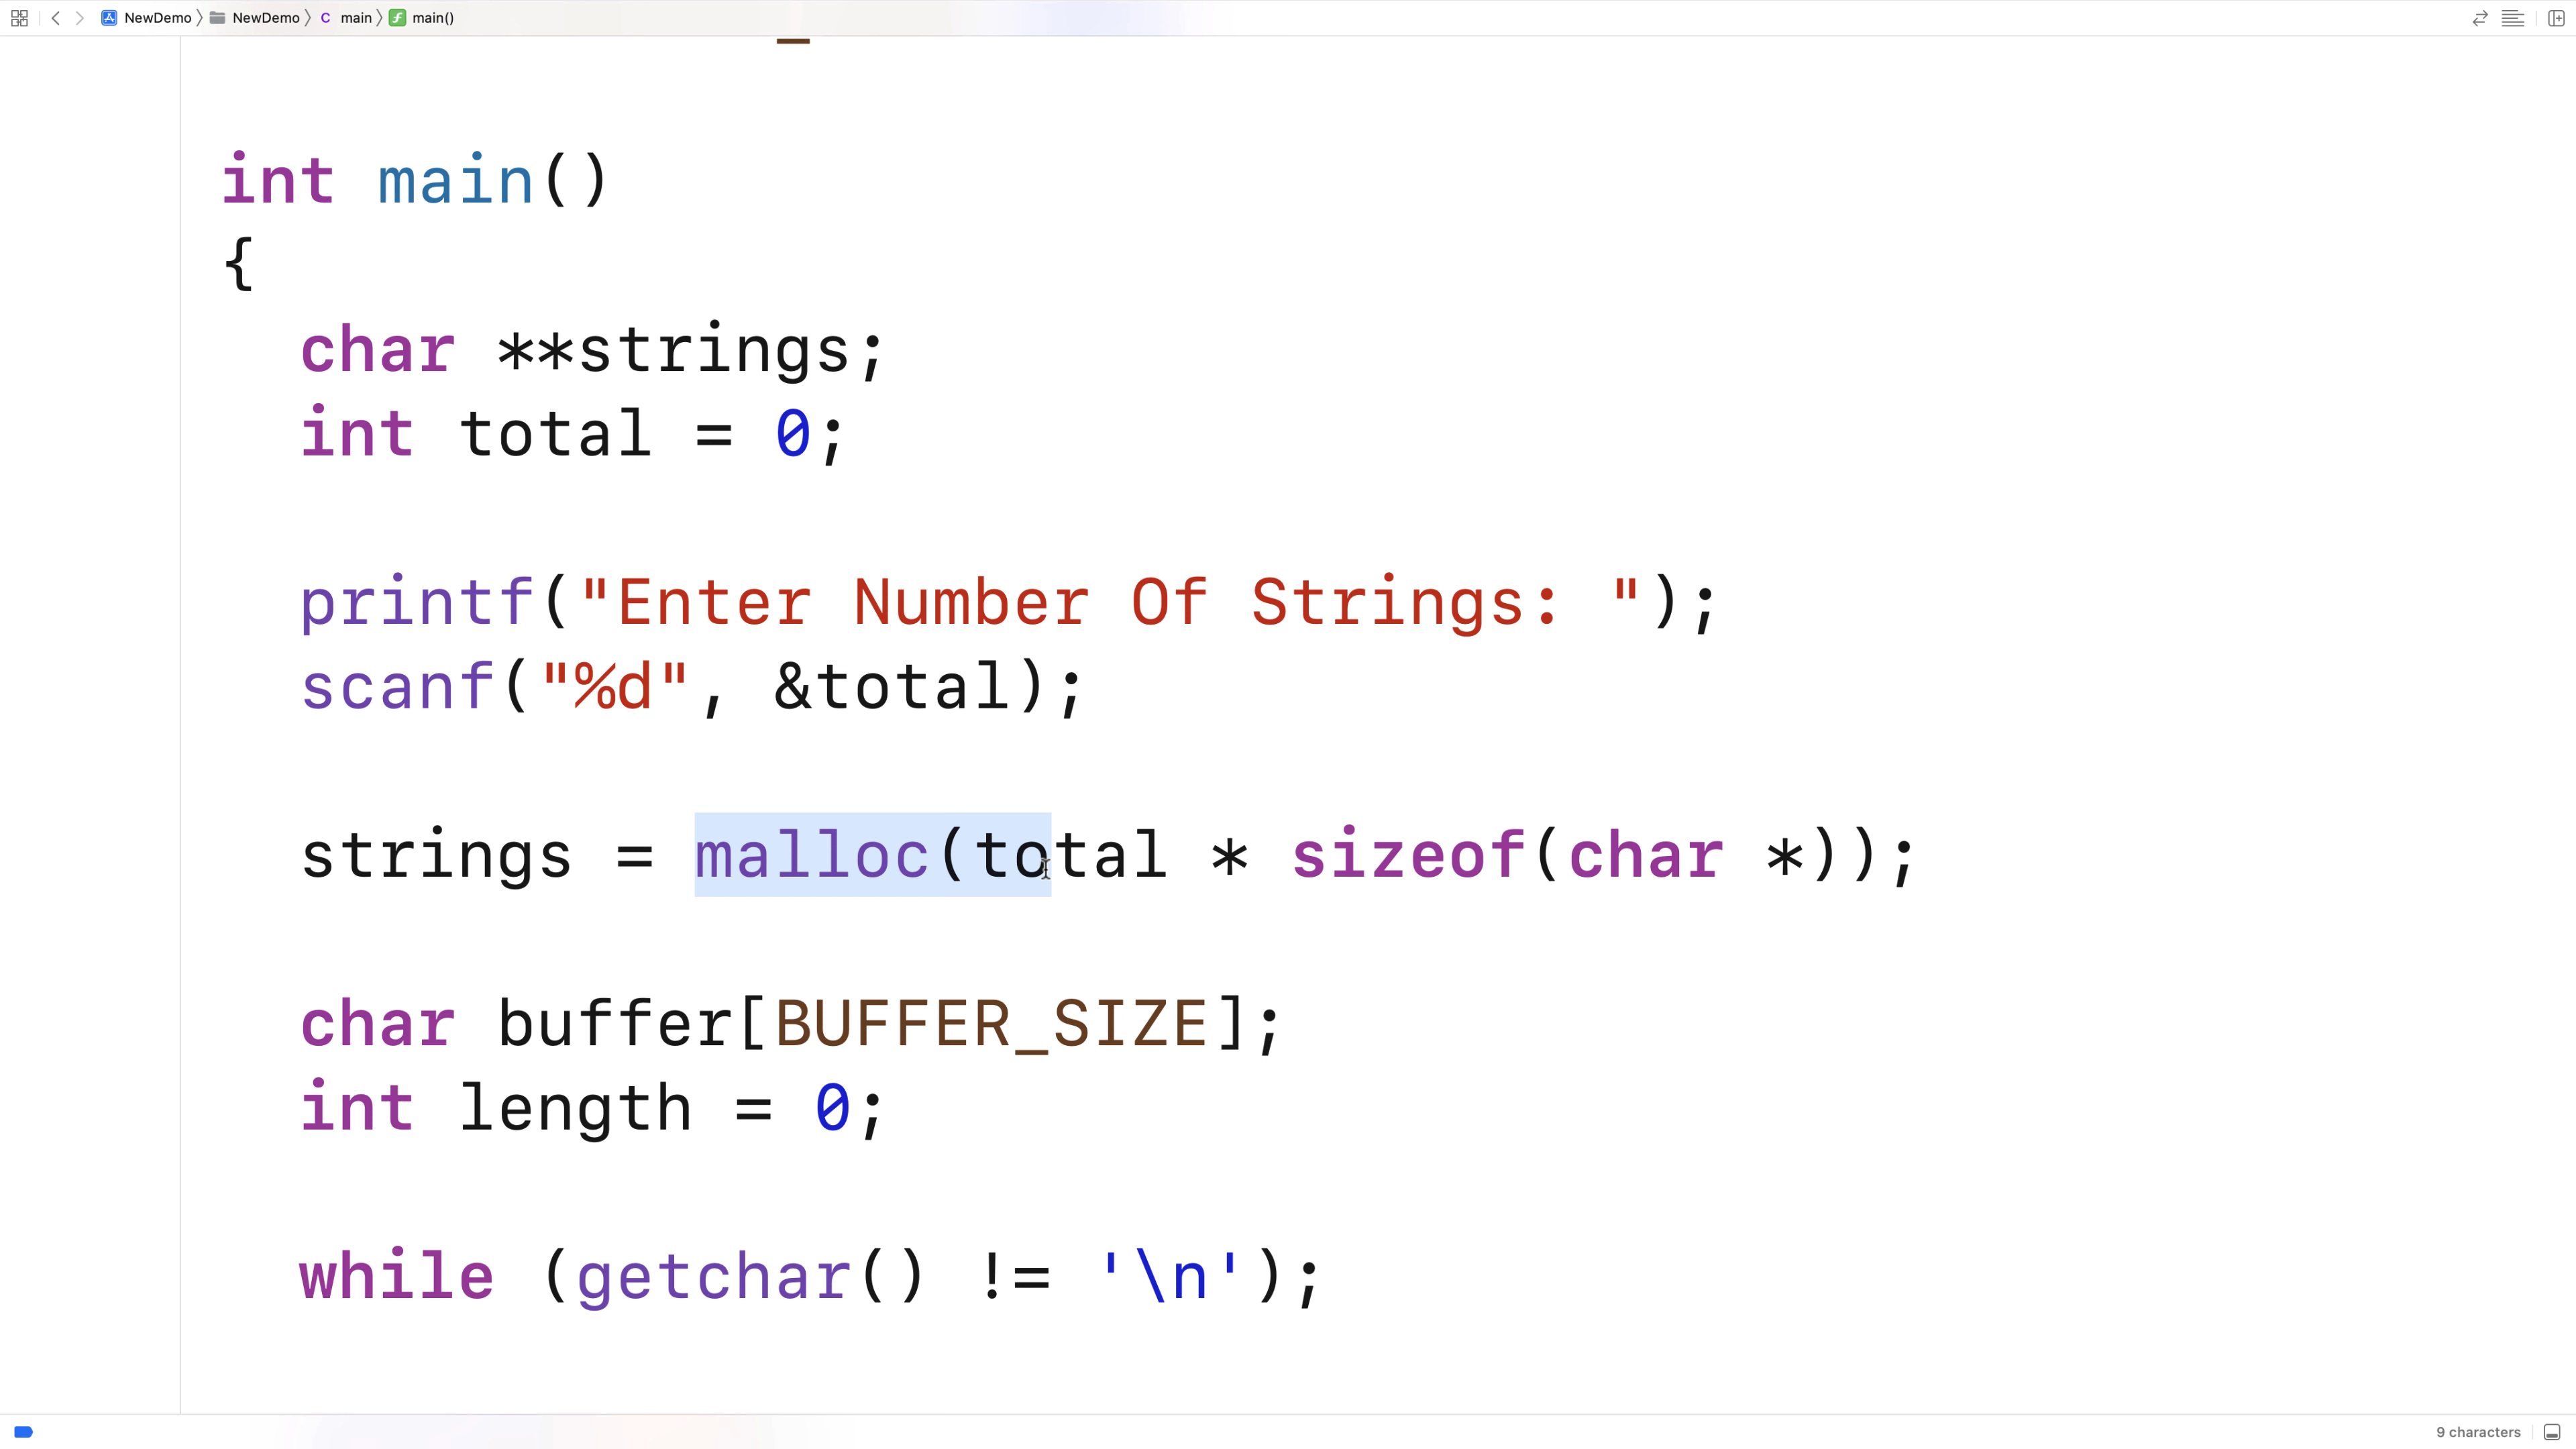 NewDemo NewDemo C main main()
int main()
{
char **strings;
int total = 0;
printf("Enter Number Of Strings: ");
scanf("%d", &total);
strings = malloc(total * sizeof(char *));
char buffer[BUFFER_SIZE];
int length = 0;
while (getchar() != '\n');
9 characters